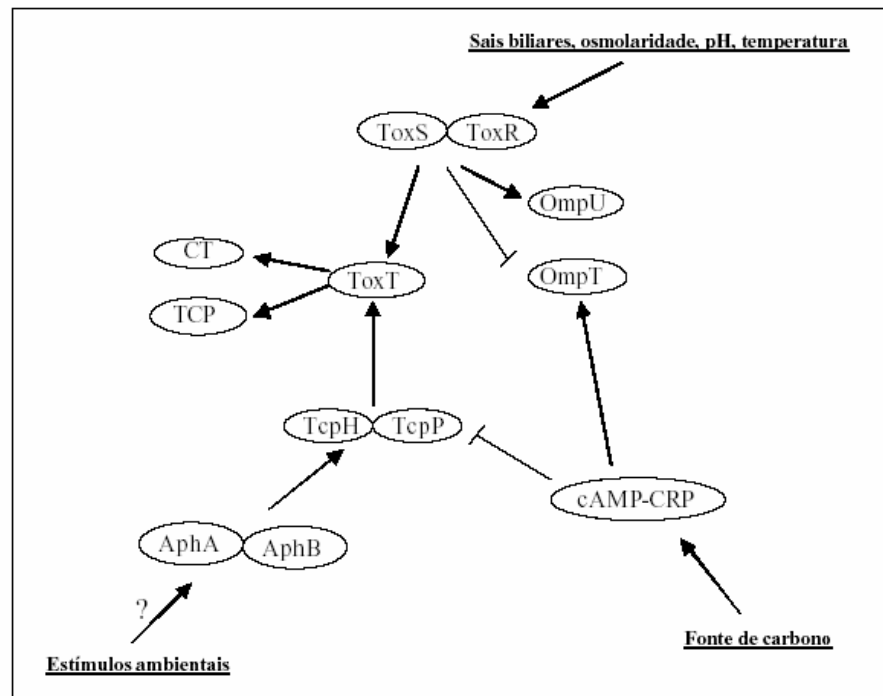 Sais biliares, osmolaridade, pH, temperatura
ToxS
ToxR
OmpU
CT
ToxT
OmpT
TCP
TcpH
TcpP
cAMP-CRP
AphA
AphB
?
Fonte de carbono
Estímulos ambientais